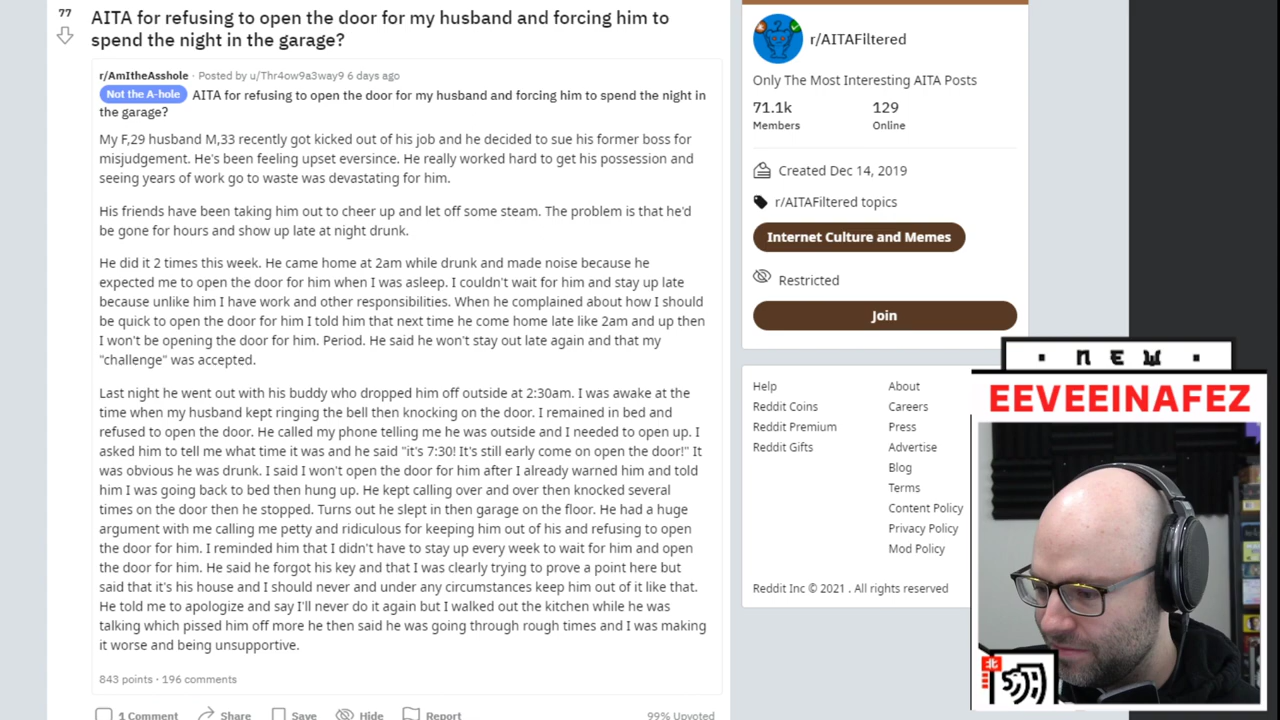 77
AITA for refusing to open the door for my husband and forcing him to
spend the night in the garage?
r/AmItheAsshole · Posted by u/Thr4ow9a3way9 6 days ago
Not the A-hole AITA for refusing to open the door for my husband and forcing him to spend the night in
the garage?
My F,29 husband M,33 recently got kicked out of his job and he decided to sue his former boss for
misjudgement. He's been feeling upset eversince. He really worked hard to get his possession and
seeing years of work go to waste was devastating for him.
His friends have been taking him out to cheer up and let off some steam. The problem is that he'd
be gone for hours and show up late at night drunk.
He did it 2 times this week. He came home at 2am while drunk and made noise because he
expected me to open the door for him when I was asleep. I couldn't wait for him and stay up late
because unlike him I have work and other responsibilities. When he complained about how I should
be quick to open the door for him I told him that next time he come home late like 2am and up then
I won't be opening the door for him. Period. He said he won't stay out late again and that my
"challenge" was accepted.
Last night he went out with his buddy who dropped him off outside at 2:30am. I was awake at the
time when my husband kept ringing the bell then knocking on the door. I remained in bed and
refused to open the door. He called my phone telling me he was outside and I needed to open up. I
asked him to tell me what time it was and he said "it's 7:30! It's still early come on open the door!" It
was obvious he was drunk. I said I won't open the door for him after I already warned him and told
him I was going back to bed then hung up. He kept calling over and over then knocked several
times on the door then he stopped. Turns out he slept in then garage on the floor. He had a huge
argument with me calling me petty and ridiculous for keeping him out of his and refusing to open
the door for him. I reminded him that I didn't have to stay up every week to wait for him and open
the door for him. He said he forgot his key and that I was clearly trying to prove a point here but
said that it's his house and I should never and under any circumstances keep him out of it like that.
He told me to apologize and say I'll never do it again but I walked out the kitchen while he was
talking which pissed him off more he then said he was going through rough times and I was making
it worse and being unsupportive.
843 points · 196 comments
1 Comment Share Save Hide Report 99% Upvoted
r/AITAFiltered
Only The Most Interesting AITA Posts
71.1k 129
Members Online
Created Dec 14, 2019
r/AITAFiltered topics
Internet Culture and Memes
Restricted
Join
Help About
Reddit Coins Careers
Reddit Premium Press
Reddit Gifts Advertise
Blog
Terms
Content Policy
Privacy Policy
Mod Policy
Reddit Inc © 2021 . All rights reserved
· NEW ·
EEVEEINAFEZ
北